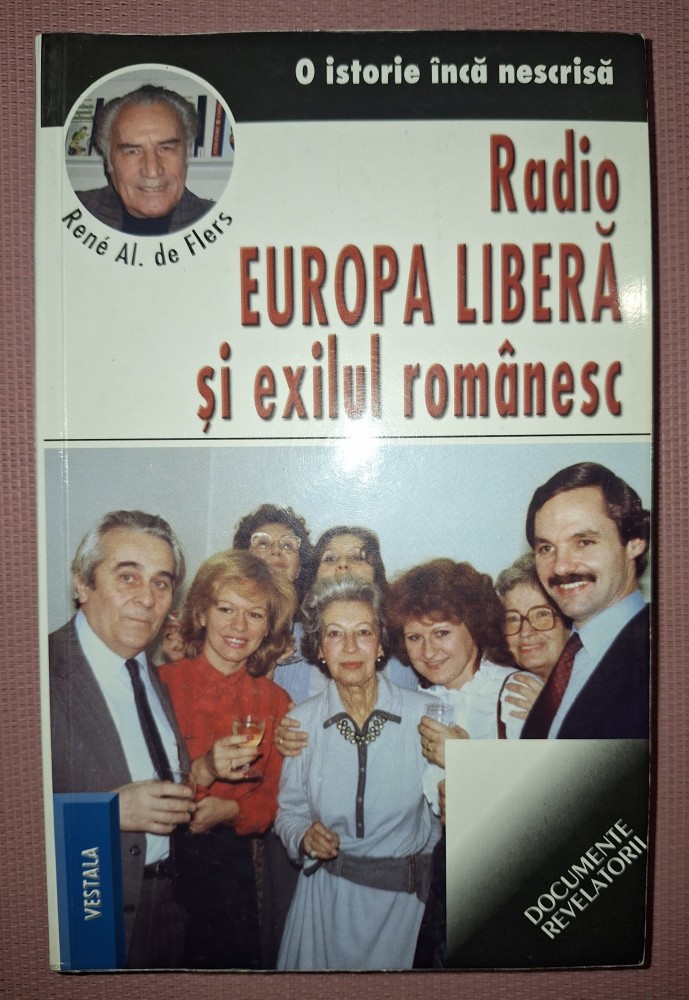 O istorie încă nescrisă
René Al. de Flers
Radio
EUROPA LIBERĂ
și exilul românesc
VESTALA
DOCUMENTE
REVELATORII